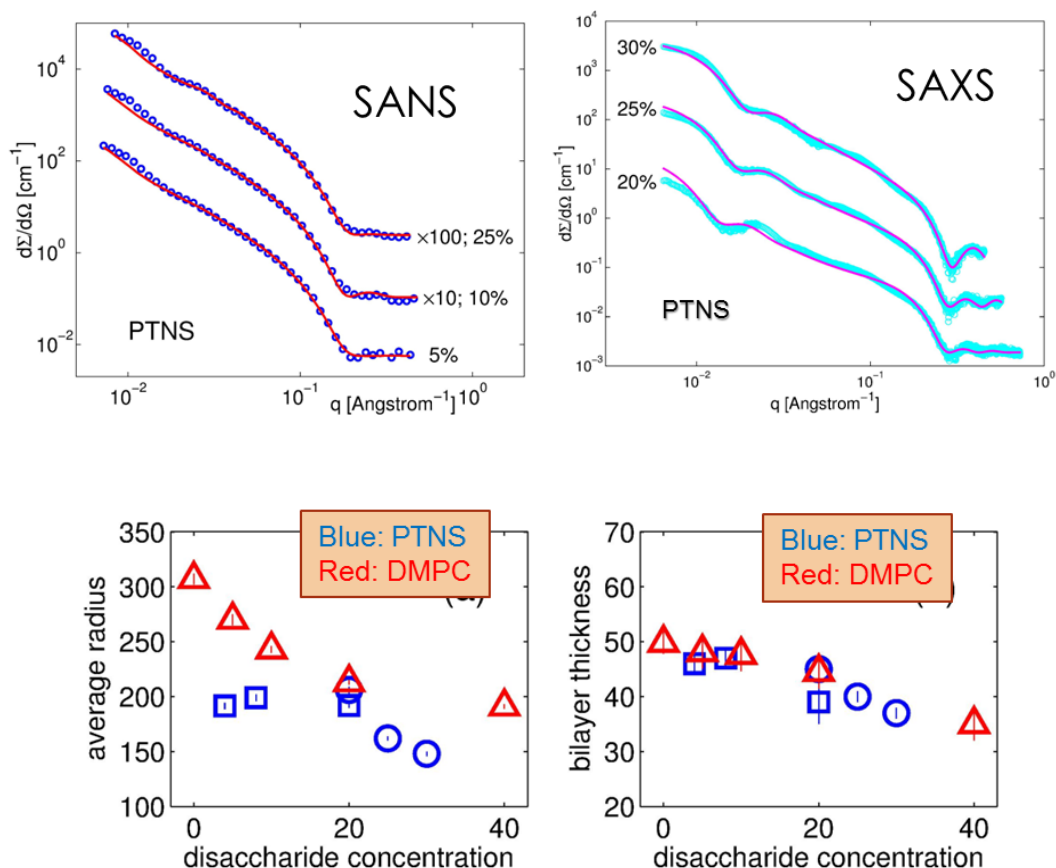 SANS
dΣ/dΩ [cm⁻¹]
10⁴
10²
10⁰
10⁻²
×100; 25%
×10; 10%
5%
PTNS
10⁻²
10⁻¹
10⁰
q [Angstrom⁻¹]
SAXS
dΣ/dΩ [cm⁻¹]
10⁴
10³
10²
10¹
10⁰
10⁻¹
10⁻²
10⁻³
30%
25%
20%
PTNS
10⁻²
10⁻¹
10⁰
q [Angstrom⁻¹]
Blue: PTNS
Red: DMPC
average radius
350
300
250
200
150
100
0
20
40
disaccharide concentration
Blue: PTNS
Red: DMPC
bilayer thickness
70
60
50
40
30
20
0
20
40
disaccharide concentration